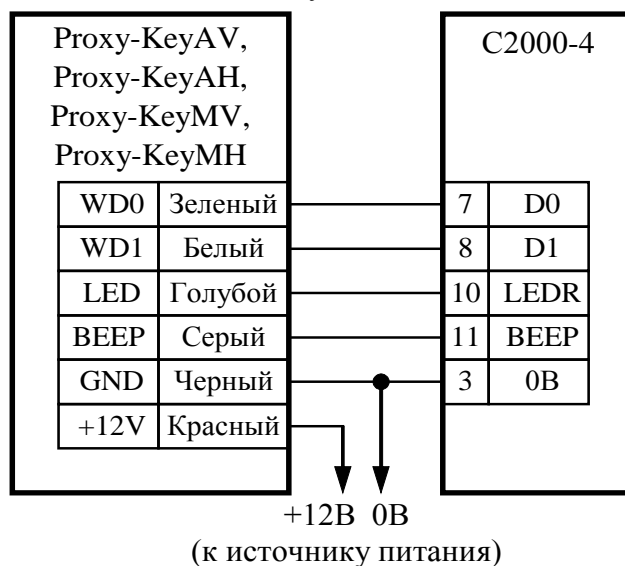 Proxy-KeyAV,
Proxy-KeyAH,
Proxy-KeyMV,
Proxy-KeyMH
C2000-4
WD0 Зеленый 7 D0
WD1 Белый 8 D1
LED Голубой 10 LEDR
BEEP Серый 11 BEEP
GND Черный 3 0В
+12V Красный
+12В 0В
(к источнику питания)